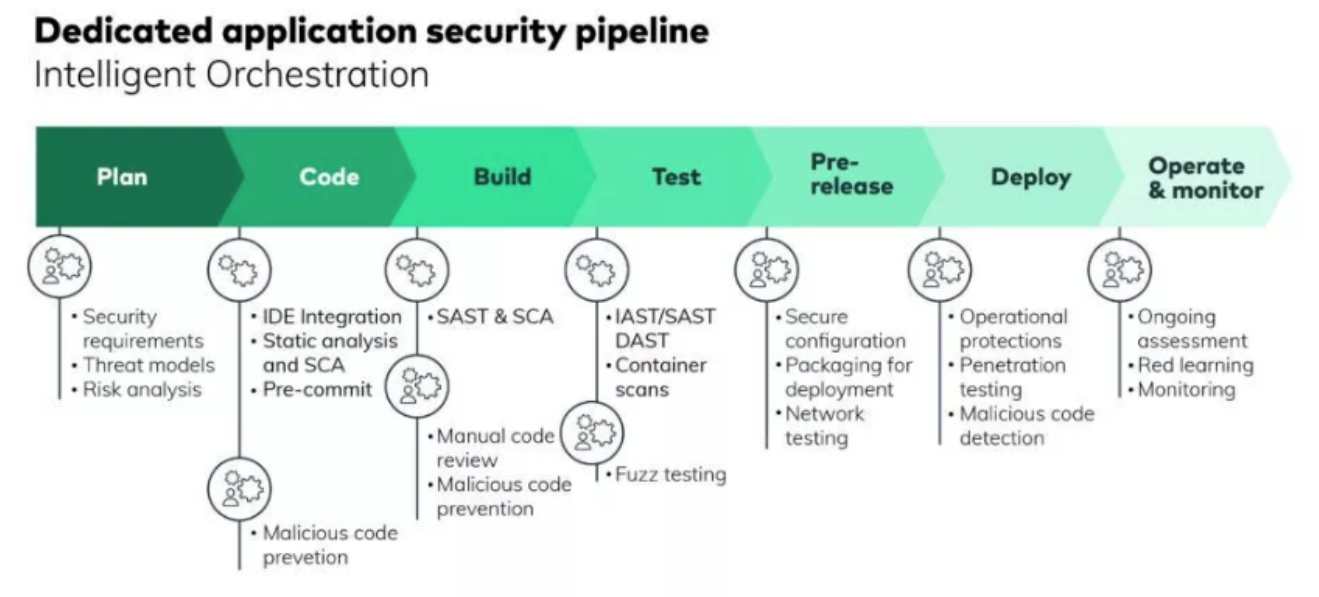 Dedicated application security pipeline
Intelligent Orchestration
Plan
Code
Build
Test
Pre-
release
Deploy
Operate
& monitor
• Security
requirements
• Threat models
• Risk analysis
• IDE Integration
• Static analysis
and SCA
• Pre-commit
• Malicious code
prevetion
• SAST & SCA
• Manual code
review
• Malicious code
prevention
• IAST/SAST
DAST
• Container
scans
• Fuzz testing
• Secure
configuration
• Packaging for
deployment
• Network
testing
• Operational
protections
• Penetration
testing
• Malicious code
detection
• Ongoing
assessment
• Red learning
• Monitoring